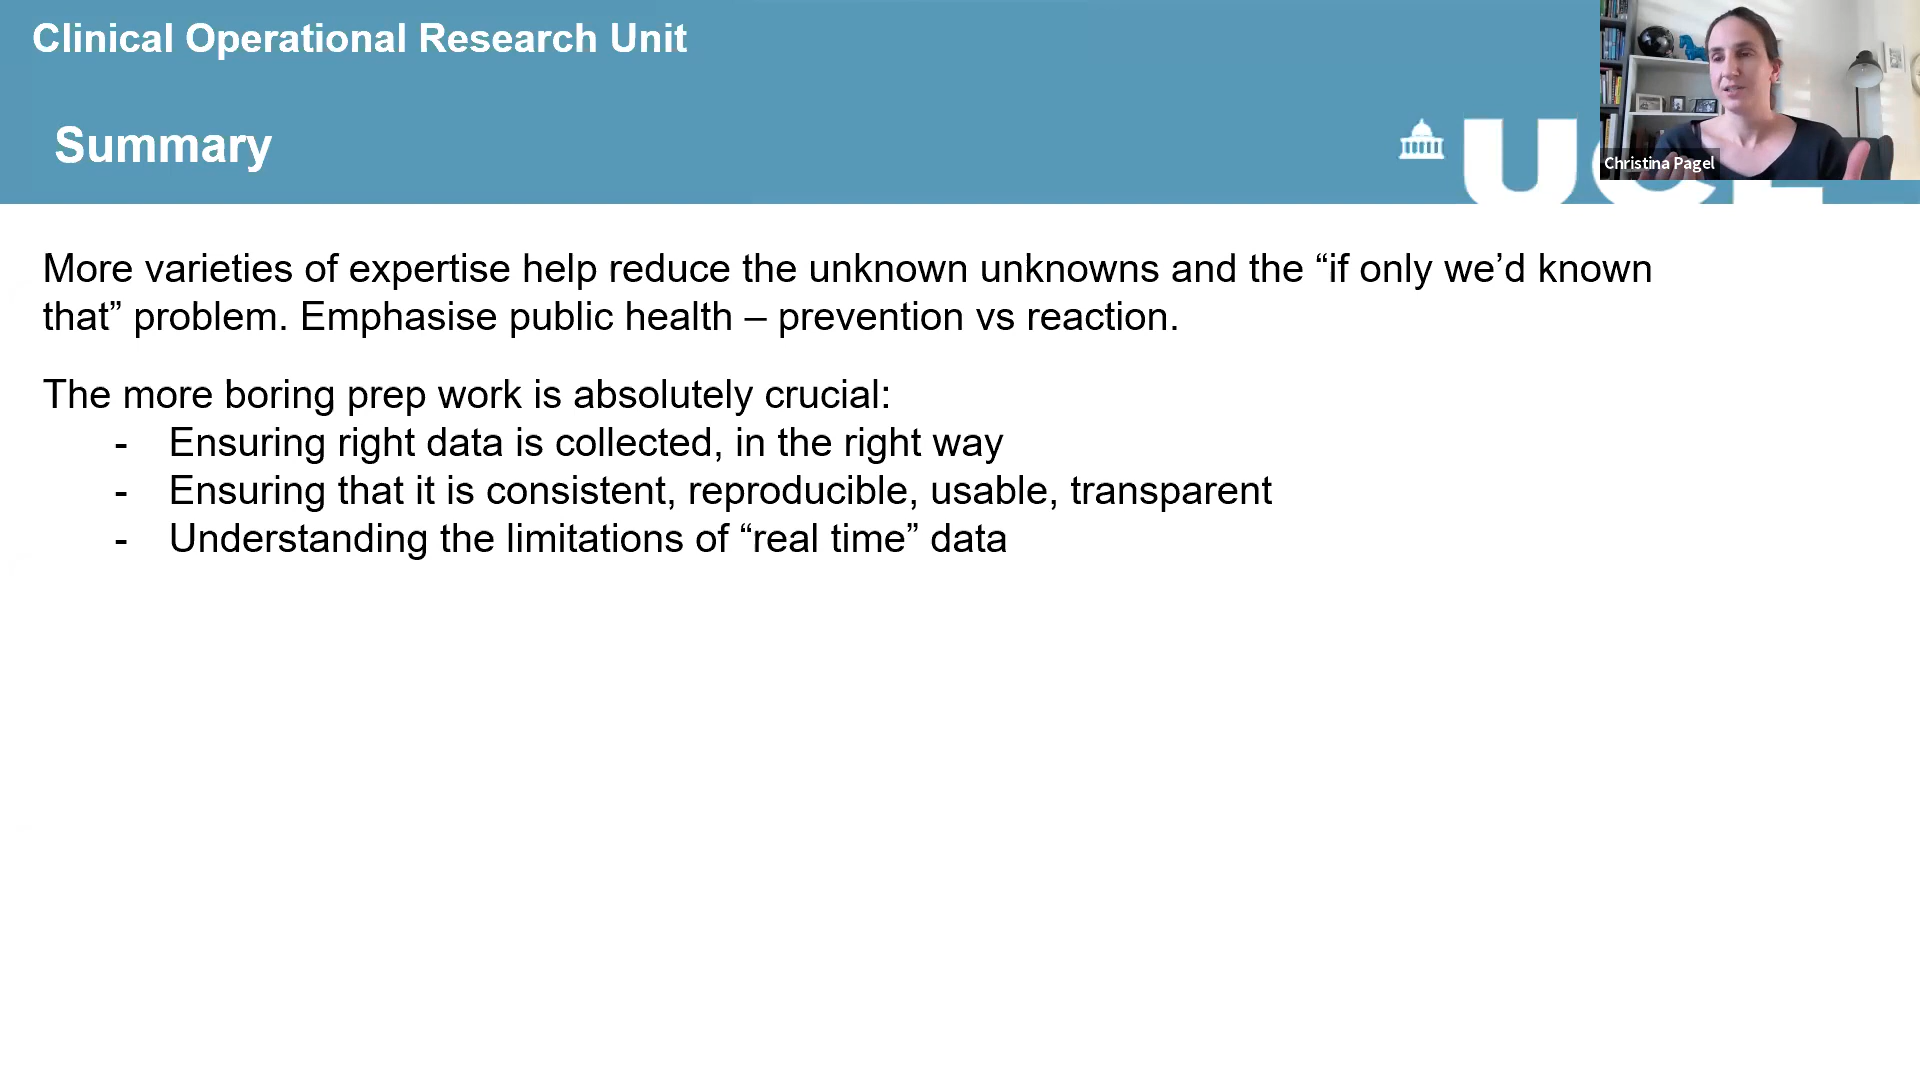 Clinical Operational Research Unit
Summary
UCL
Christina Pagel
More varieties of expertise help reduce the unknown unknowns and the “if only we’d known
that” problem. Emphasise public health – prevention vs reaction.
The more boring prep work is absolutely crucial:
- Ensuring right data is collected, in the right way
- Ensuring that it is consistent, reproducible, usable, transparent
- Understanding the limitations of “real time” data